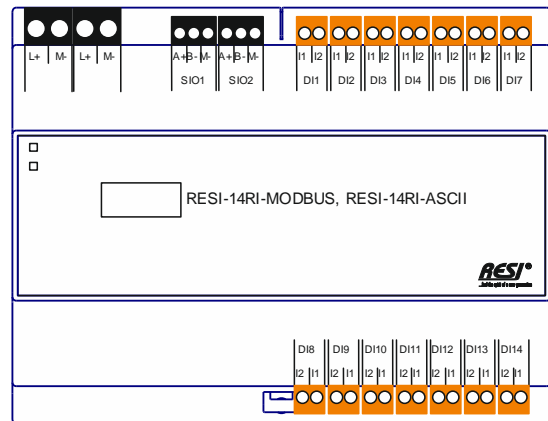 L+ M- L+ M- A+ B- M- A+ B- M- I1 I2 I1 I2 I1 I2 I1 I2 I1 I2 I1 I2 I1 I2
SIO1 SIO2 DI1 DI2 DI3 DI4 DI5 DI6 DI7
RESI-14RI-MODBUS, RESI-14RI-ASCII
RESI®
DI8 DI9 DI10 DI11 DI12 DI13 DI14
I2 I1 I2 I1 I2 I1 I2 I1 I2 I1 I2 I1 I2 I1